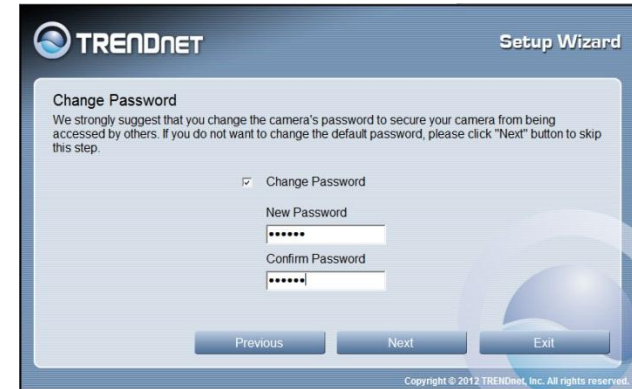 TRENDNET
Setup Wizard
Change Password
We strongly suggest that you change the camera's password to secure your camera from being
accessed by others. If you do not want to change the default password, please click "Next" button to skip
this step.
Change Password
New Password
••••••
Confirm Password
••••••
Previous
Next
Exit
Copyright © 2012 TRENDnet, Inc. All rights reserved.